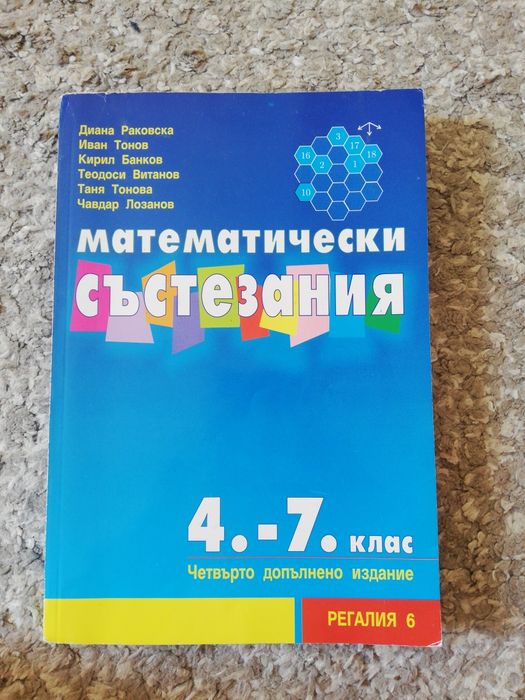 Диана Раковска
Иван Тонов
Кирил Банков
Теодоси Витанов
Таня Тонова
Чавдар Лозанов
3
17
16
2
1
18
10
математически
състезания
4.-7. клас
Четвърто допълнено издание
РЕГАЛИЯ 6